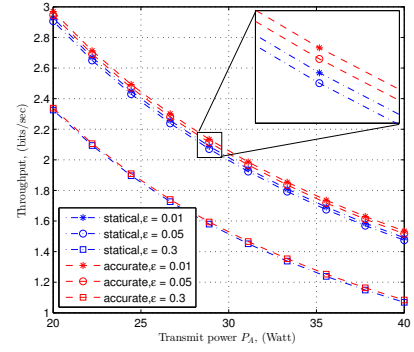 3
2.8
2.6
2.4
2.2
2
1.8
1.6
1.4
1.2
1
Throughput, (bits/sec)
statical,ε = 0.01
statical,ε = 0.05
statical,ε = 0.3
accurate,ε = 0.01
accurate,ε = 0.05
accurate,ε = 0.3
20 25 30 35 40
Transmit power P_A, (Watt)